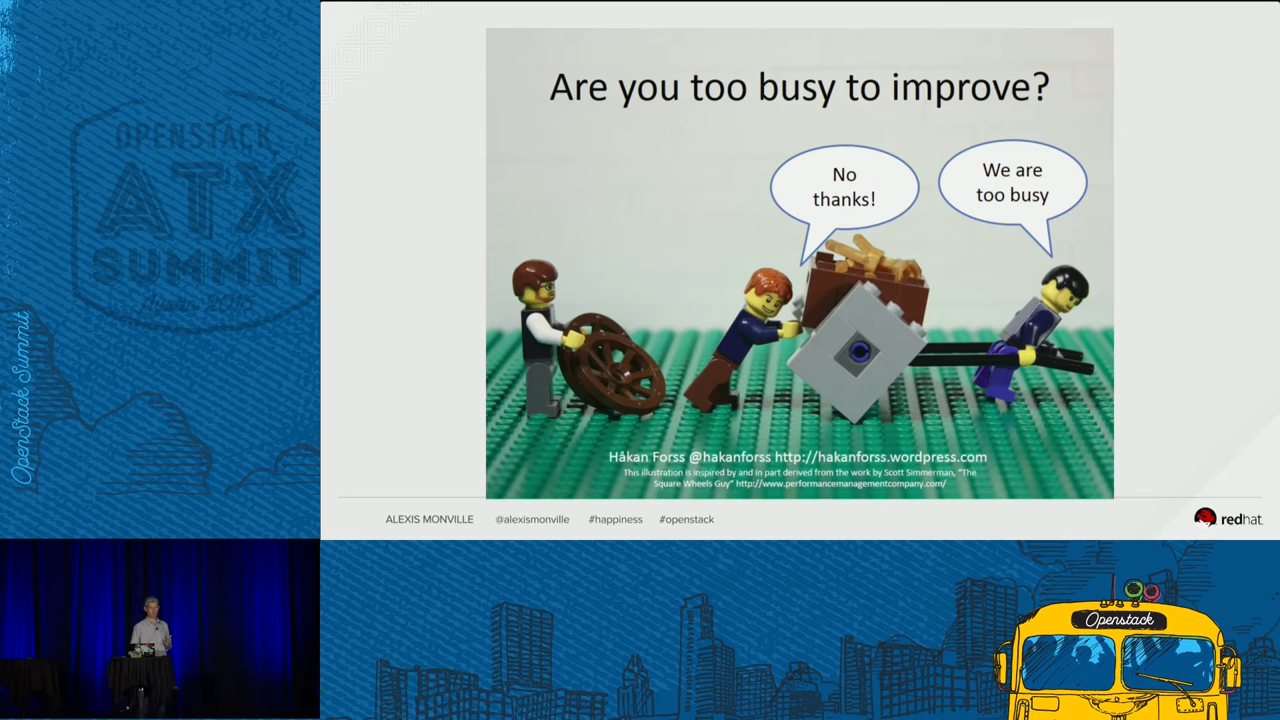 OPENSTACK
ATX
SUMMIT
Austin 2016
OpenStack Summit
Are you too busy to improve?
No
thanks!
We are
too busy
Håkan Forss @hakanforss http://hakanforss.wordpress.com
This illustration is inspired by and in part derived from the work by Scott Simmerman, "The
Square Wheels Guy" http://www.performancemanagementcompany.com/
ALEXIS MONVILLE @alexismonville #happiness #openstack
redhat.
Openstack